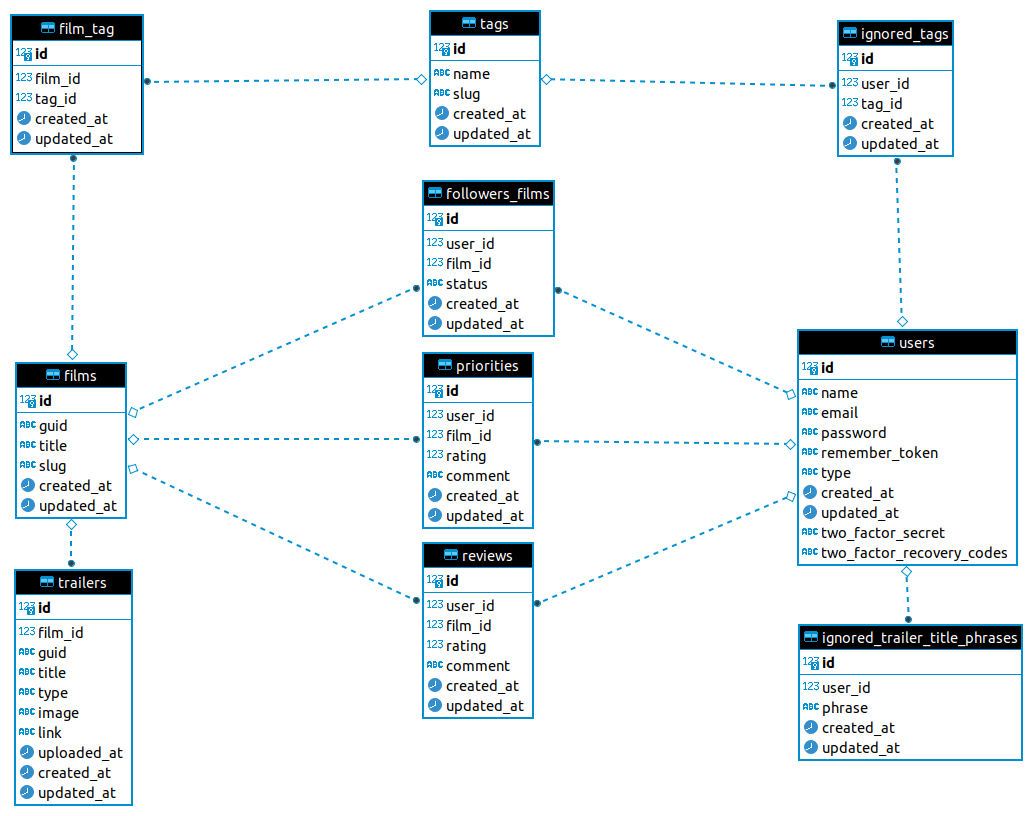 film_tag
123 id
123 film_id
123 tag_id
created_at
updated_at
tags
123 id
ABC name
ABC slug
created_at
updated_at
ignored_tags
123 id
123 user_id
123 tag_id
created_at
updated_at
followers_films
123 id
123 user_id
123 film_id
ABC status
created_at
updated_at
films
123 id
ABC guid
ABC title
ABC slug
created_at
updated_at
priorities
123 id
123 user_id
123 film_id
123 rating
ABC comment
created_at
updated_at
users
123 id
ABC name
ABC email
ABC password
ABC remember_token
ABC type
created_at
updated_at
ABC two_factor_secret
ABC two_factor_recovery_codes
trailers
123 id
123 film_id
ABC guid
ABC title
ABC type
ABC image
ABC link
uploaded_at
created_at
updated_at
reviews
123 id
123 user_id
123 film_id
123 rating
ABC comment
created_at
updated_at
ignored_trailer_title_phrases
123 id
123 user_id
ABC phrase
created_at
updated_at